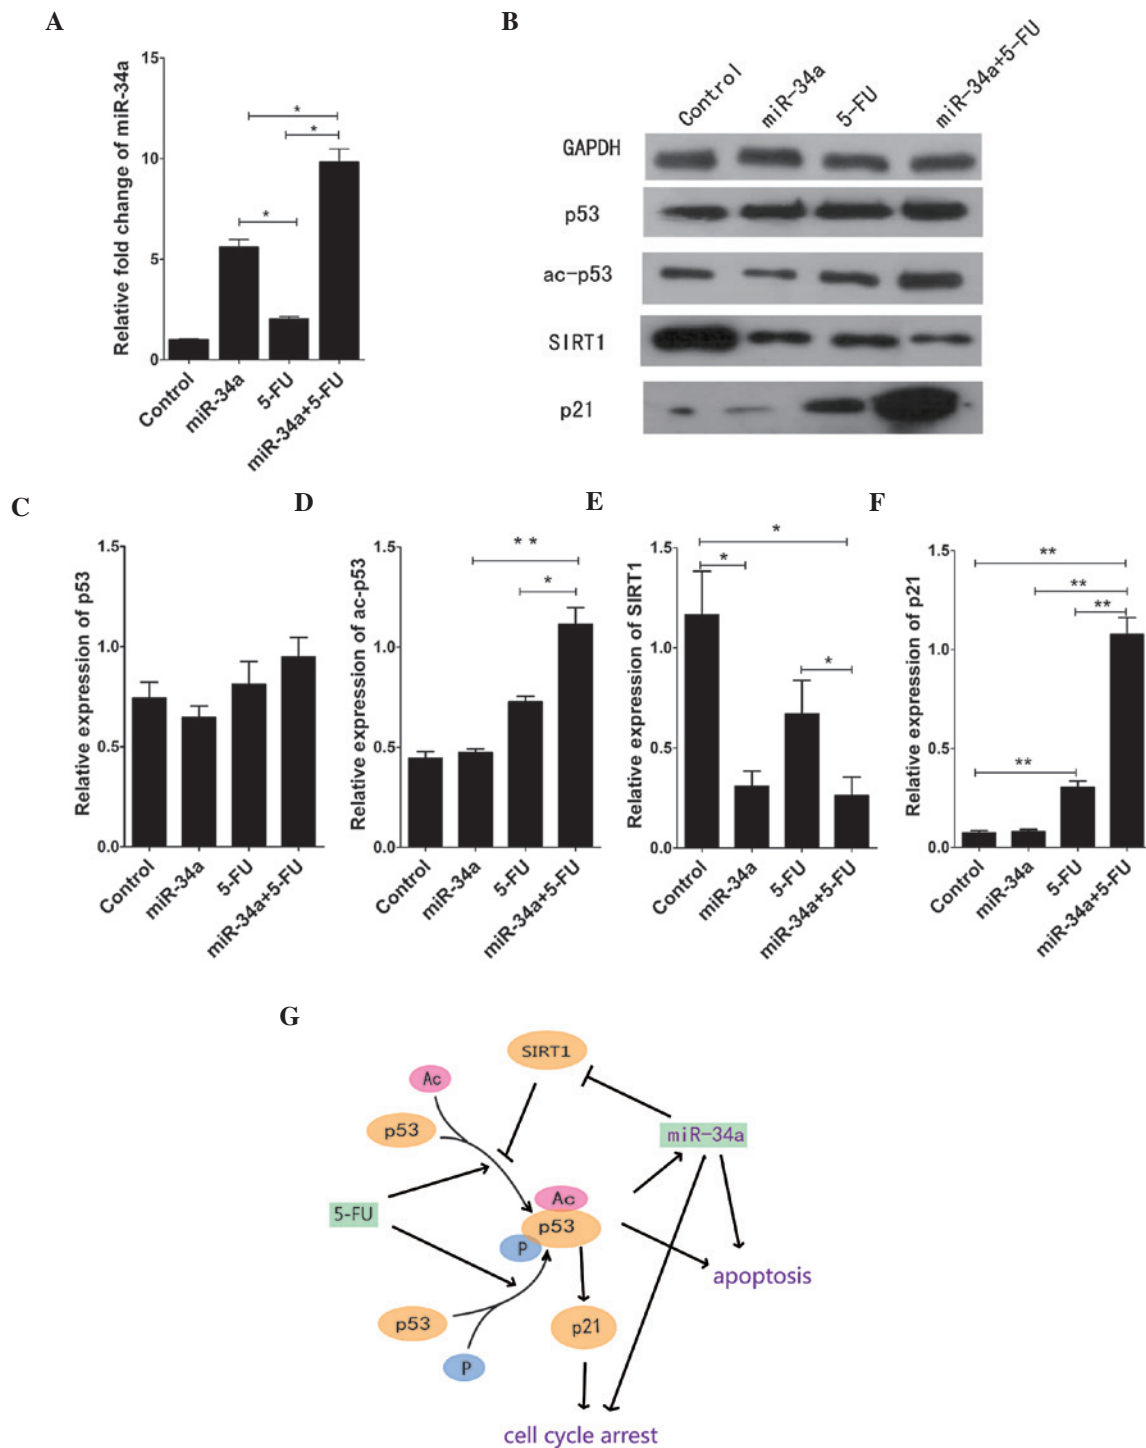 A
Relative fold change of miR-34a
15
10
5
0
*
*
*
Control
miR-34a
5-FU
miR-34a+5-FU
B
Control
miR-34a
5-FU
miR-34a+5-FU
GAPDH
p53
ac-p53
SIRT1
p21
C
Relative expression of p53
1.5
1.0
0.5
0.0
Control
miR-34a
5-FU
miR-34a+5-FU
D
Relative expression of ac-p53
1.5
1.0
0.5
0.0
* *
*
Control
miR-34a
5-FU
miR-34a+5-FU
E
Relative expression of SIRT1
1.5
1.0
0.5
0.0
*
*
*
Control
miR-34a
5-FU
miR-34a+5-FU
F
Relative expression of p21
1.5
1.0
0.5
0.0
**
**
**
**
Control
miR-34a
5-FU
miR-34a+5-FU
G
SIRT1
Ac
p53
miR-34a
5-FU
Ac
p53
P
apoptosis
p53
p21
P
cell cycle arrest